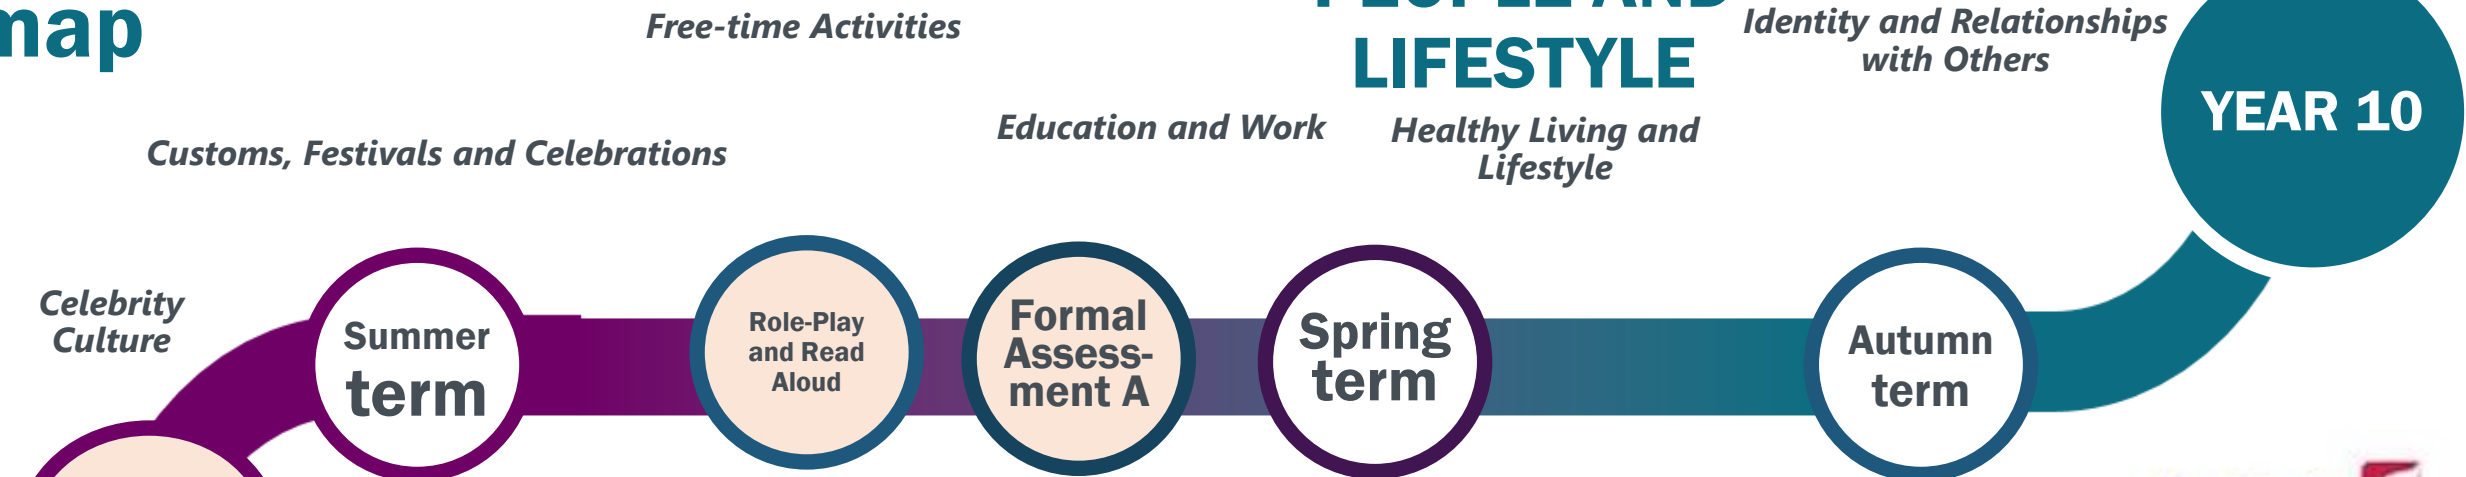 map
Free-time Activities
PEOPLE AND
LIFESTYLE
Identity and Relationships
with Others
YEAR 10
Customs, Festivals and Celebrations
Education and Work
Healthy Living and
Lifestyle
Celebrity
Culture
Summer
term
Role-Play
and Read
Aloud
Formal
Assess-
ment A
Spring
term
Autumn
term